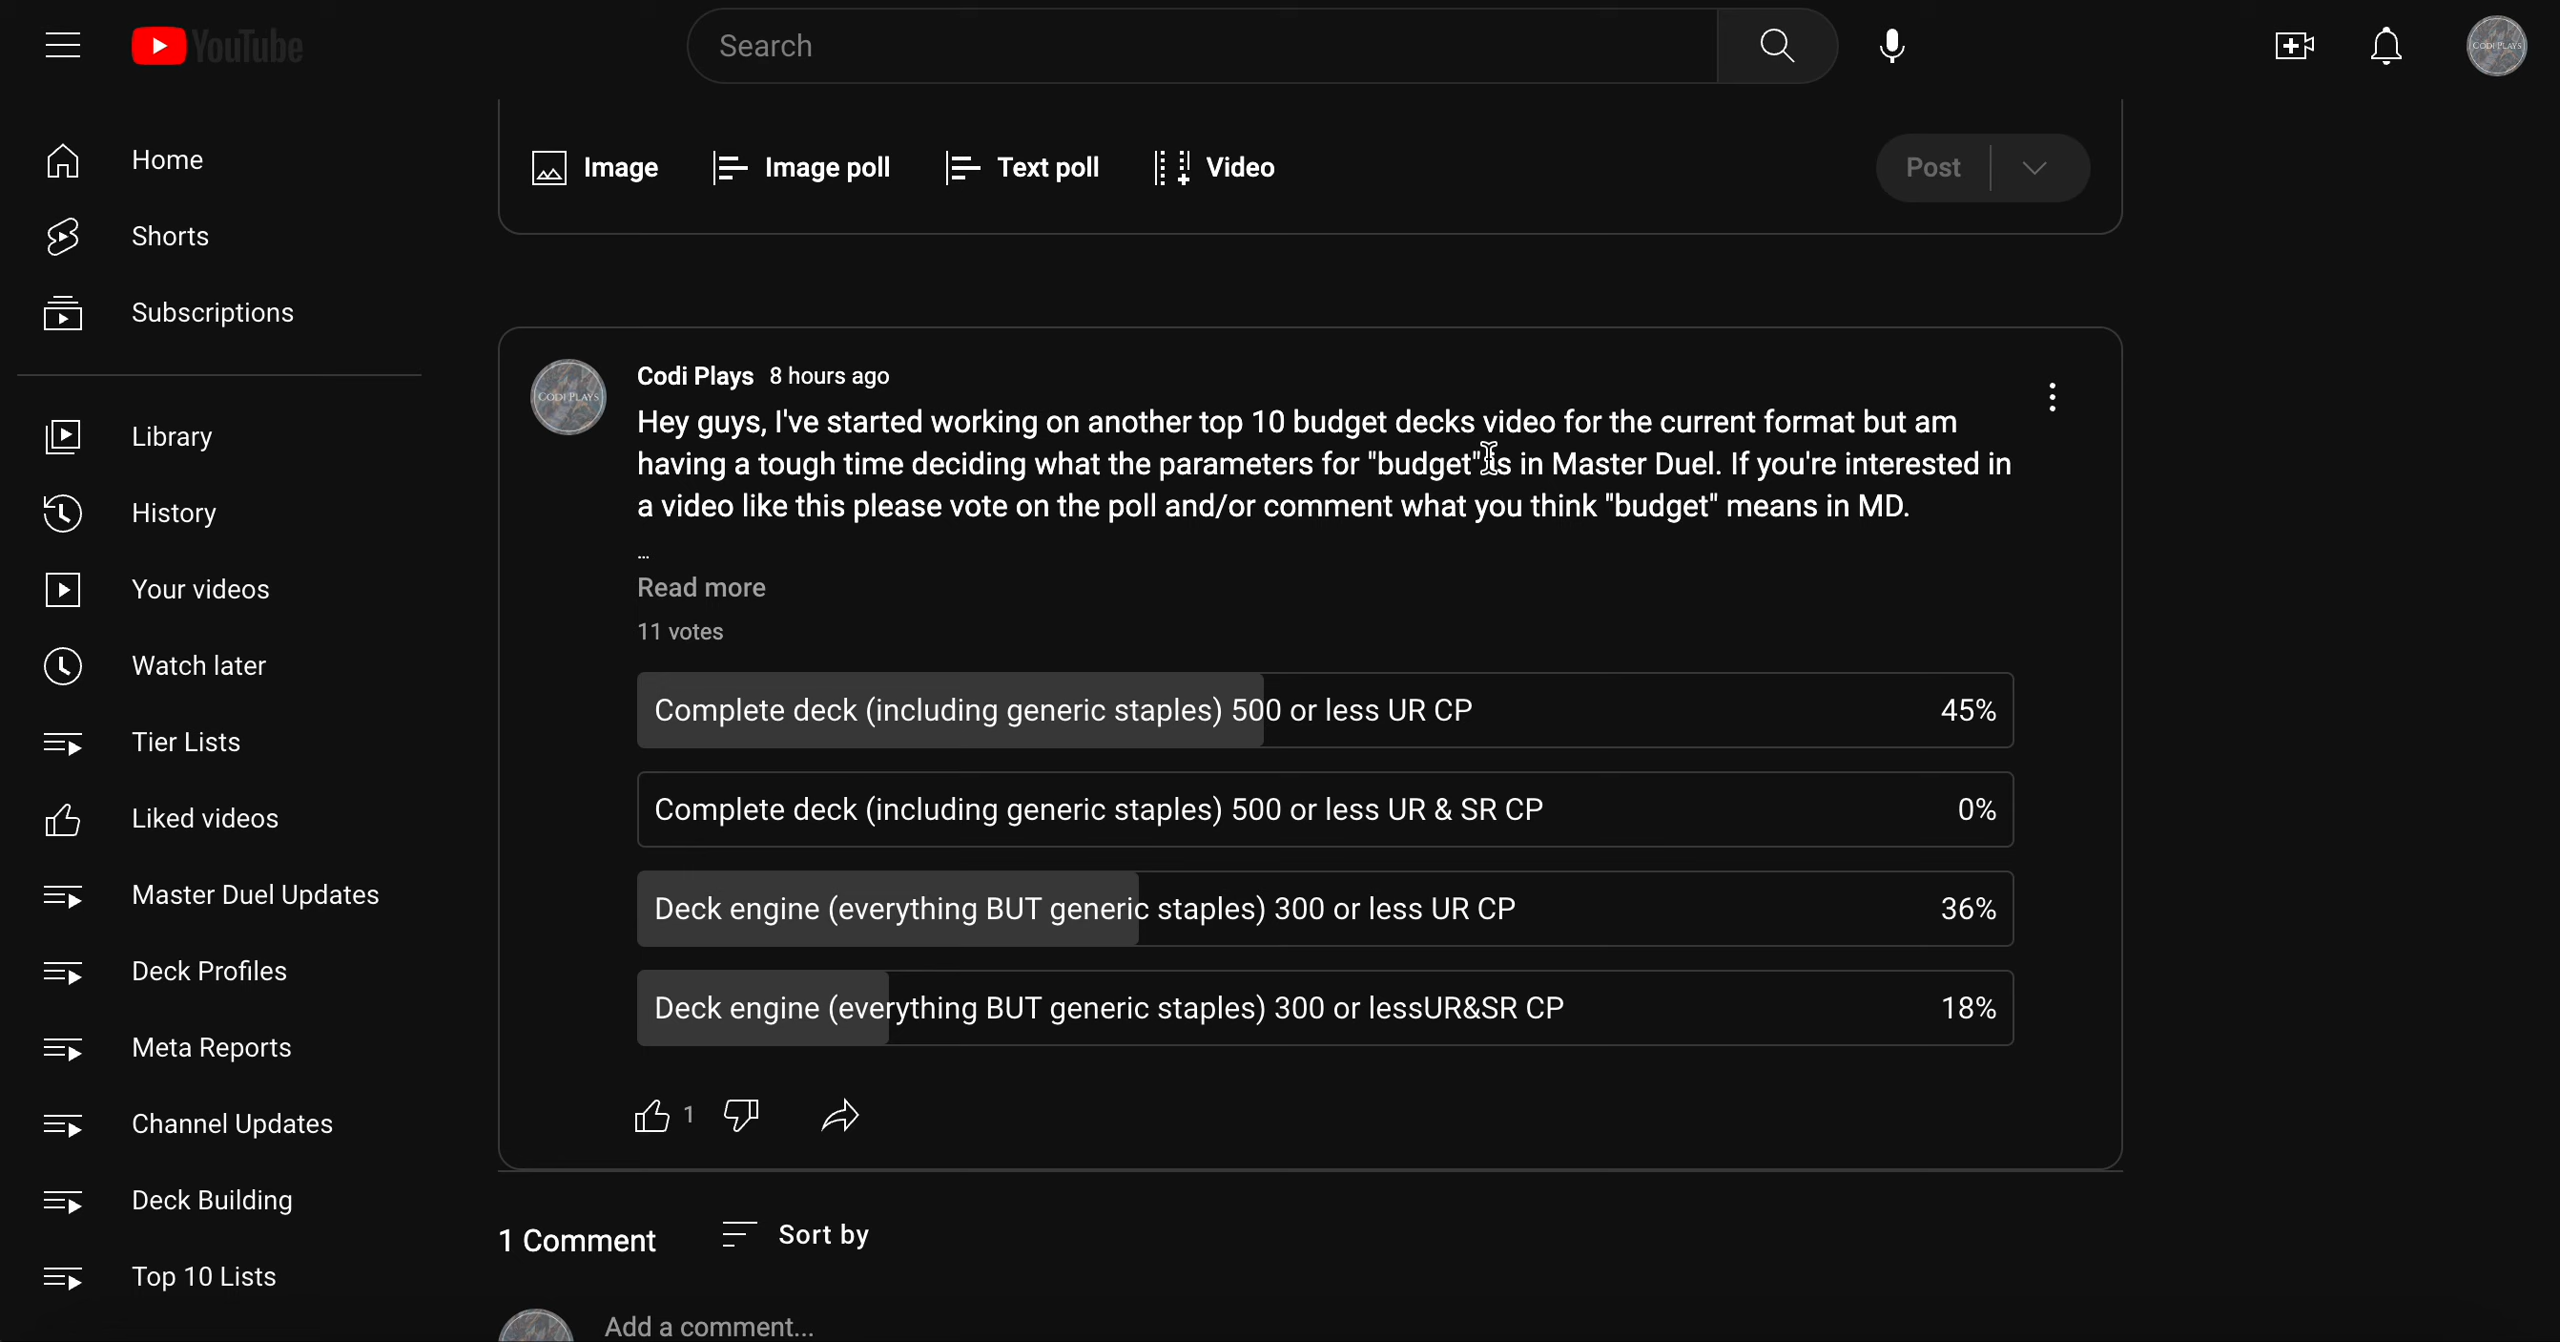 YouTube
Search
Home
Shorts
Subscriptions
Library
History
Your videos
Watch later
Tier Lists
Liked videos
Master Duel Updates
Deck Profiles
Meta Reports
Channel Updates
Deck Building
Top 10 Lists
Image
Image poll
Text poll
Video
Post
CODI PLAYS
CODI PLAYS
Codi Plays 8 hours ago
Hey guys, I've started working on another top 10 budget decks video for the current format but am
having a tough time deciding what the parameters for "budget" is in Master Duel. If you're interested in
a video like this please vote on the poll and/or comment what you think "budget" means in MD.
...
Read more
11 votes
Complete deck (including generic staples) 500 or less UR CP 45%
Complete deck (including generic staples) 500 or less UR & SR CP 0%
Deck engine (everything BUT generic staples) 300 or less UR CP 36%
Deck engine (everything BUT generic staples) 300 or lessUR&SR CP 18%
1
1 Comment
Sort by
Add a comment...